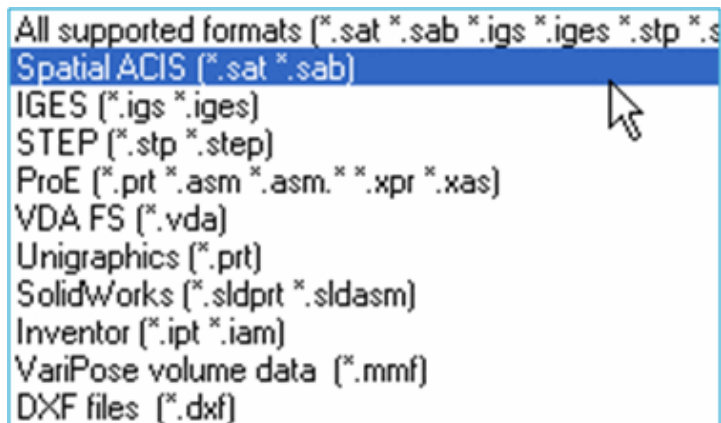 All supported formats (*.sat *.sab *.igs *.iges *.stp *.s
Spatial ACIS (*.sat *.sab)
IGES (*.igs *.iges)
STEP (*.stp *.step)
ProE (*.prt *.asm *.asm.* *.xpr *.xas)
VDA FS (*.vda)
Unigraphics (*.prt)
SolidWorks (*.sldprt *.sldasm)
Inventor (*.ipt *.iam)
VariPose volume data  (*.mmf)
DXF files  (*.dxf)